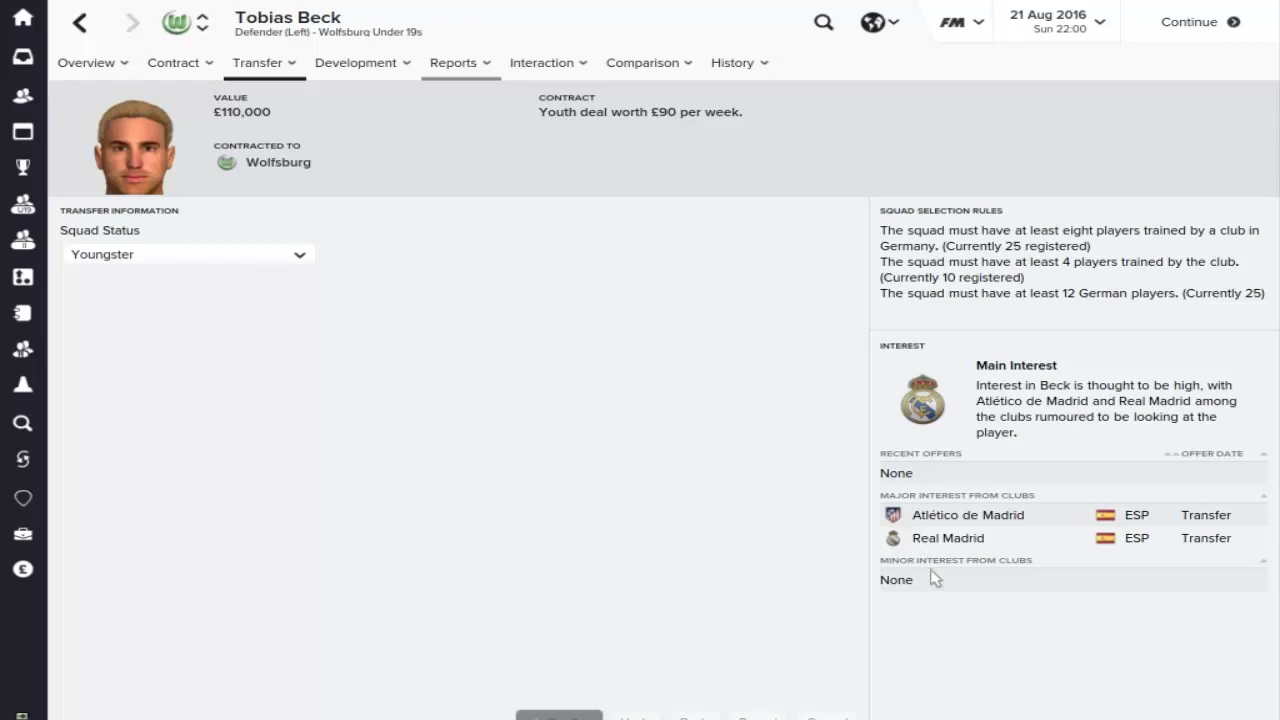 Tobias Beck
Defender (Left) - Wolfsburg Under 19s
FM
21 Aug 2016
Sun 22:00
Continue
Overview
Contract
Transfer
Development
Reports
Interaction
Comparison
History
VALUE
£110,000
CONTRACT
Youth deal worth £90 per week.
CONTRACTED TO
Wolfsburg
U19
II
TRANSFER INFORMATION
Squad Status
Youngster
SQUAD SELECTION RULES
The squad must have at least eight players trained by a club in
Germany. (Currently 25 registered)
The squad must have at least 4 players trained by the club.
(Currently 10 registered)
The squad must have at least 12 German players. (Currently 25)
INTEREST
Main Interest
Interest in Beck is thought to be high, with
Atlético de Madrid and Real Madrid among
the clubs rumoured to be looking at the
player.
RECENT OFFERS OFFER DATE
None
MAJOR INTEREST FROM CLUBS
Atlético de Madrid ESP Transfer
Real Madrid ESP Transfer
MINOR INTEREST FROM CLUBS
None